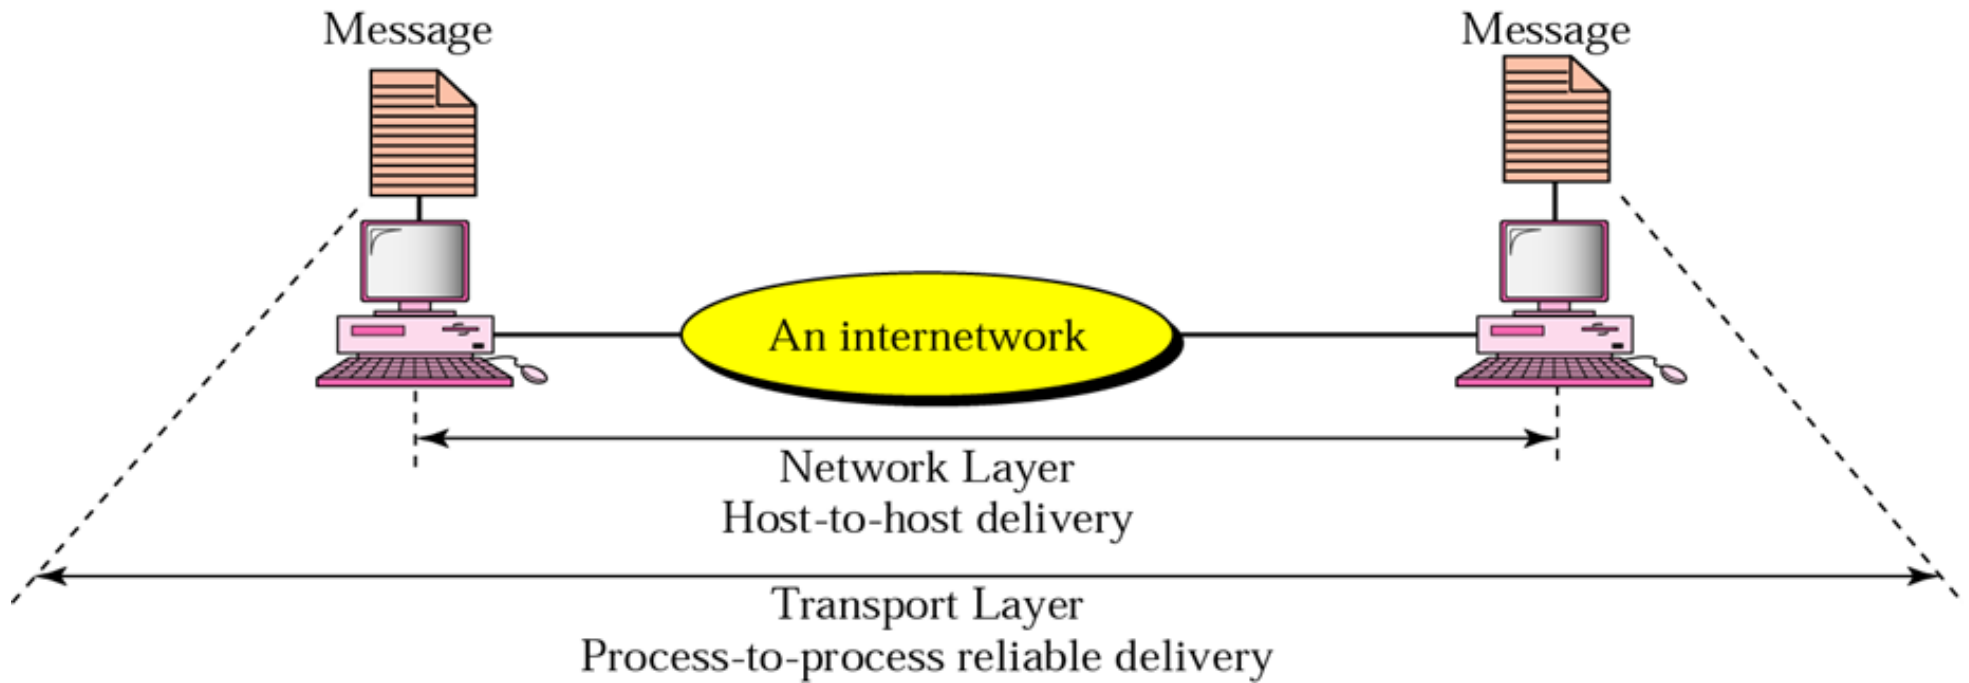 Message
Message
An internetwork
Network Layer
Host-to-host delivery
Transport Layer
Process-to-process reliable delivery